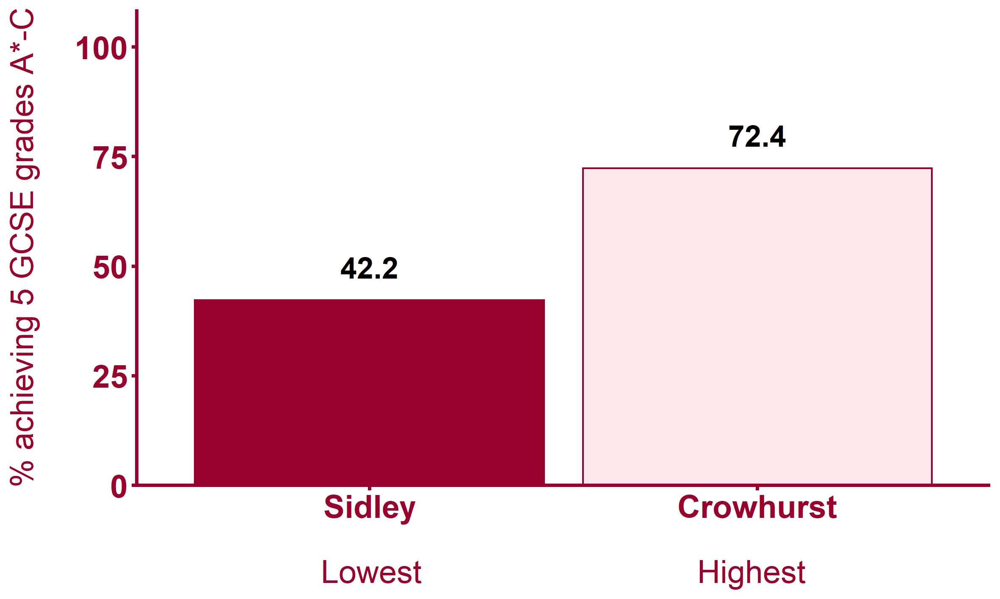 % achieving 5 GCSE grades A*-C
100
75
50
25
0
42.2
72.4
Sidley
Crowhurst
Lowest
Highest